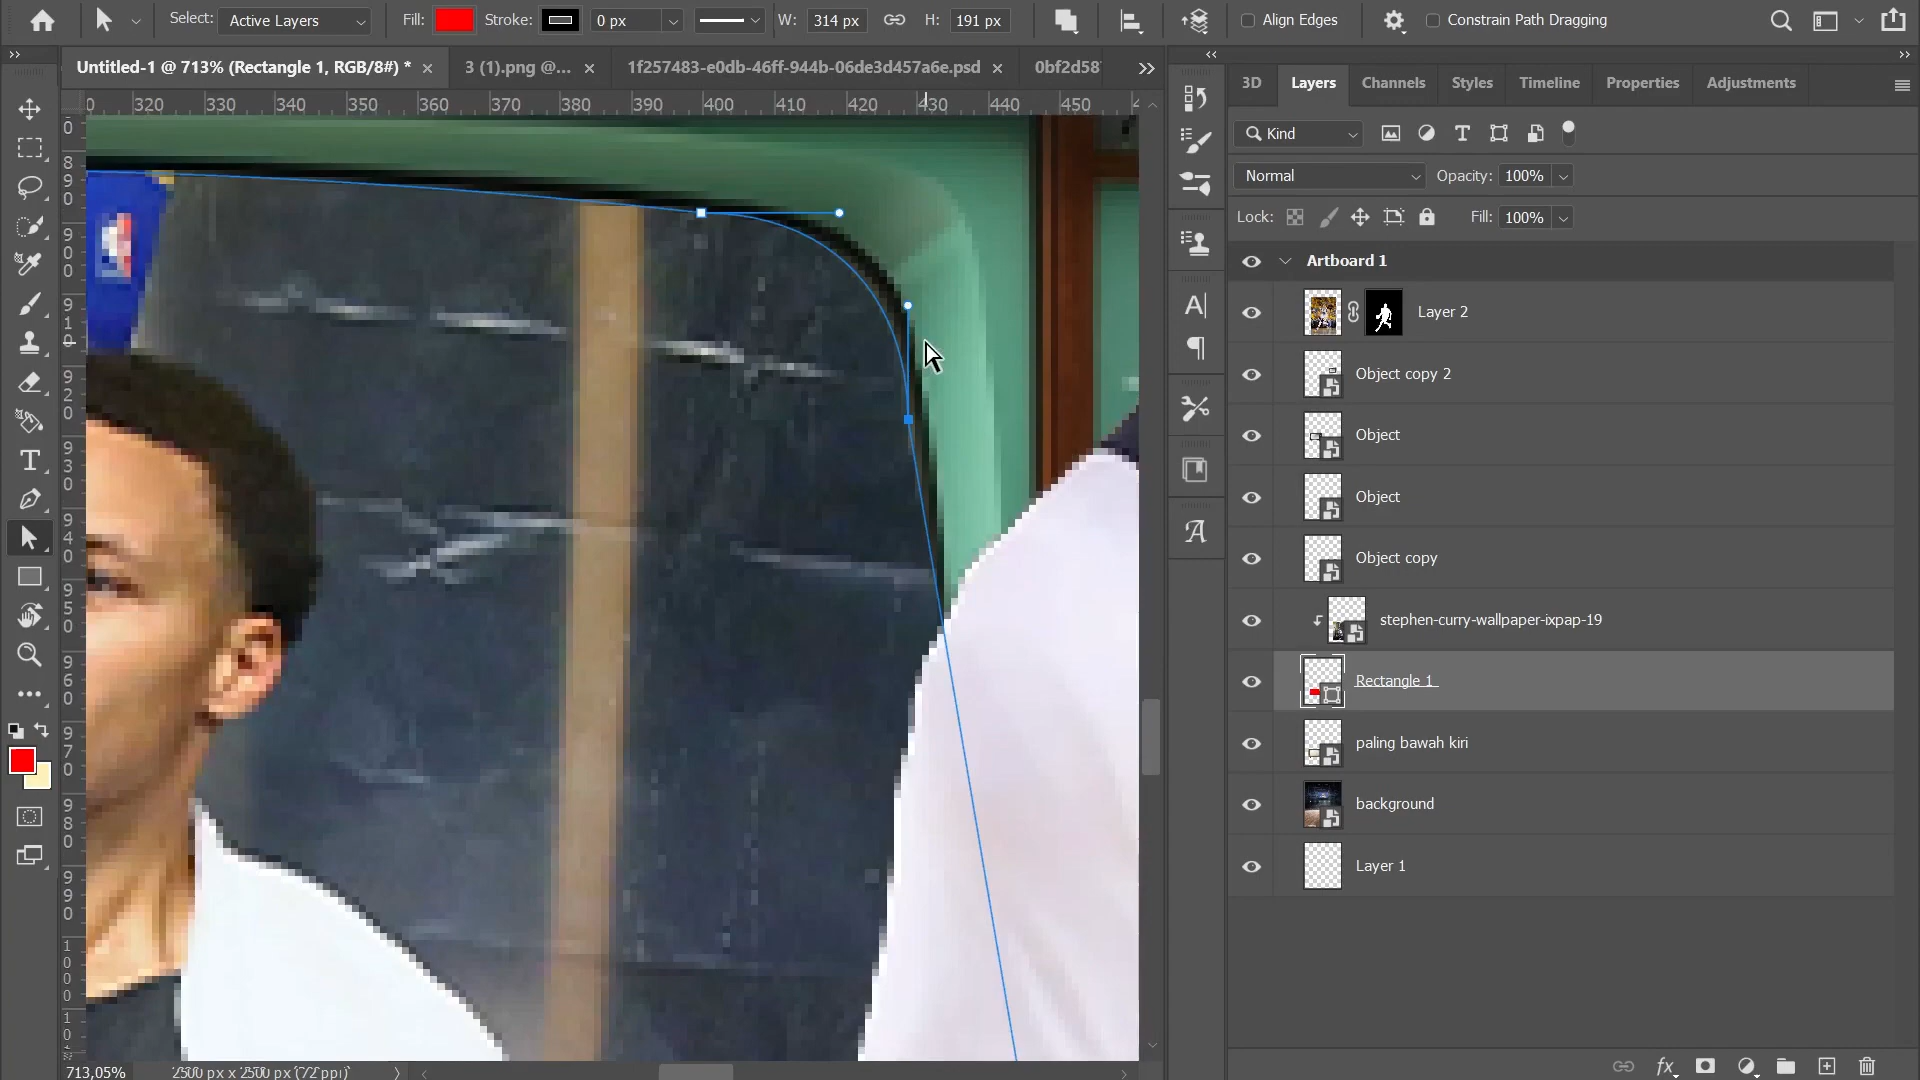 Select: Active Layers Fill: Stroke: 0 px W: 314 px H: 191 px Align Edges Constrain Path Dragging
Untitled-1 @ 713% (Rectangle 1, RGB/8#) * 3 (1).png @... 1f257483-e0db-46ff-944b-06de3d457a6e.psd 0bf2d58
3D Layers Channels Styles Timeline Properties Adjustments
0 320 330 340 350 360 370 380 390 400 410 420 430 440 450
Kind
Normal Opacity: 100%
Lock: Fill: 100%
Artboard 1
Layer 2
Object copy 2
Object
Object
Object copy
stephen-curry-wallpaper-ixpap-19
Rectangle 1
paling bawah kiri
background
Layer 1
713,05% 2500 px x 2500 px (72 ppi)